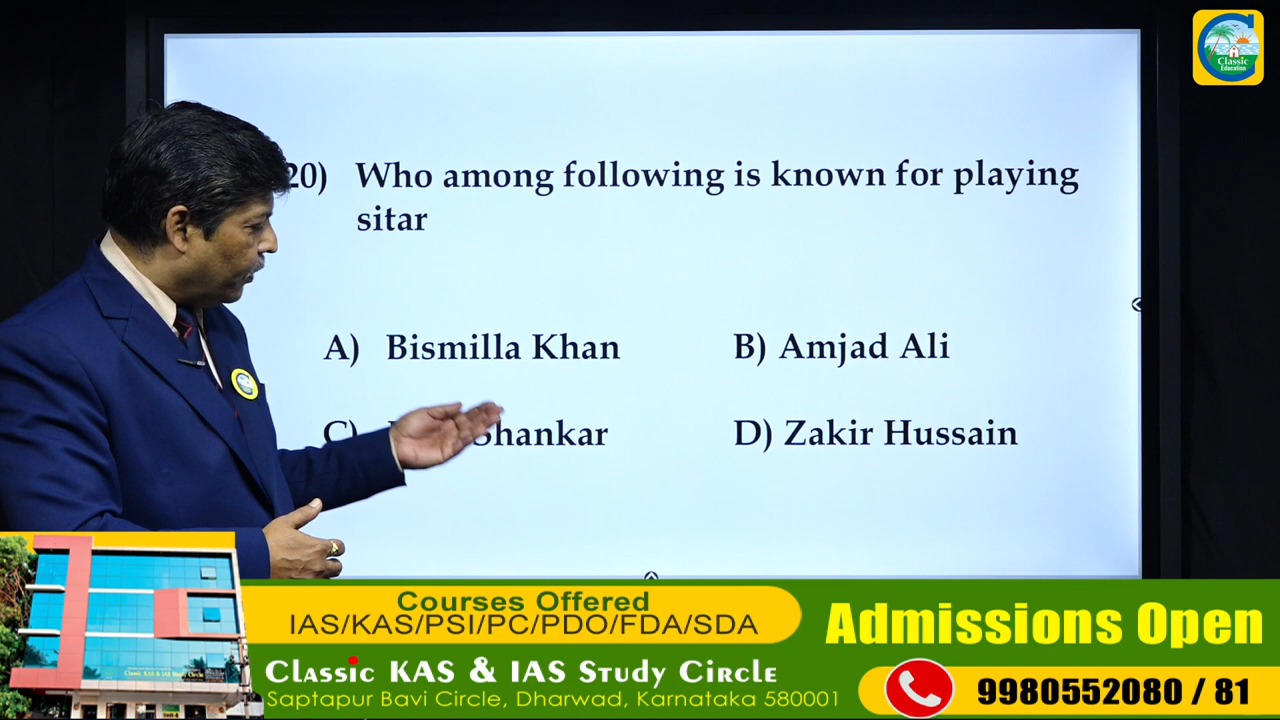 Classic
Education
20) Who among following is known for playing
sitar
A) Bismilla Khan B) Amjad Ali
C) Shankar D) Zakir Hussain
Courses Offered
IAS/KAS/PSI/PC/PDO/FDA/SDA
Admissions Open
Classic KAS & IAS Study Circle
Saptapur Bavi Circle, Dharwad, Karnataka 580001
9980552080 / 81